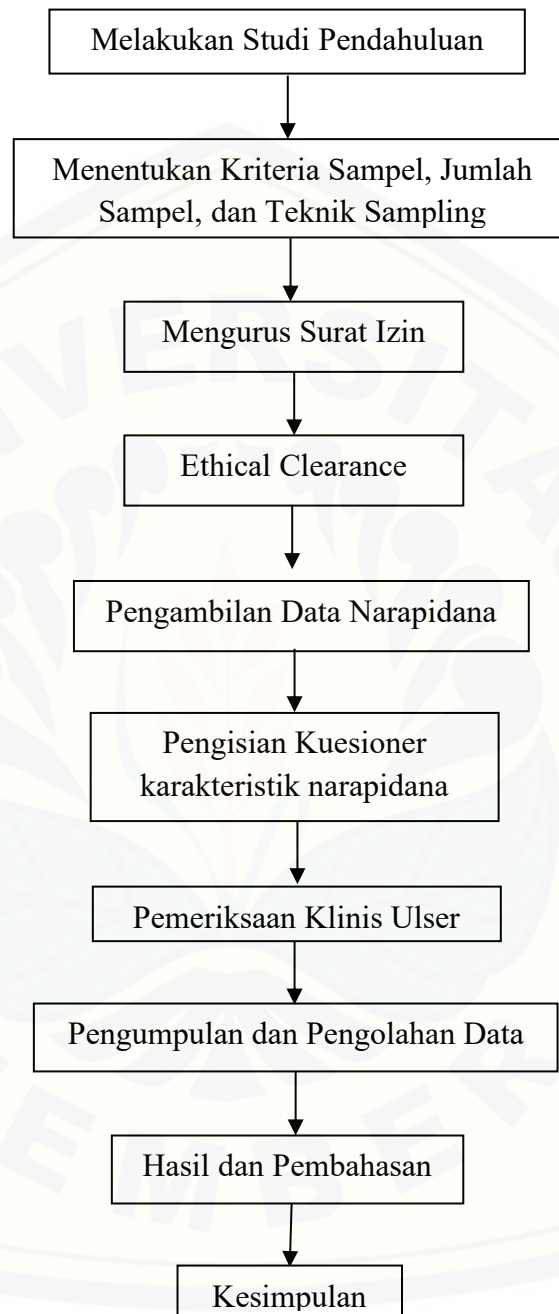 Melakukan Studi Pendahuluan
Menentukan Kriteria Sampel, Jumlah
Sampel, dan Teknik Sampling
Mengurus Surat Izin
Ethical Clearance
Pengambilan Data Narapidana
Pengisian Kuesioner
karakteristik narapidana
Pemeriksaan Klinis Ulser
Pengumpulan dan Pengolahan Data
Hasil dan Pembahasan
Kesimpulan